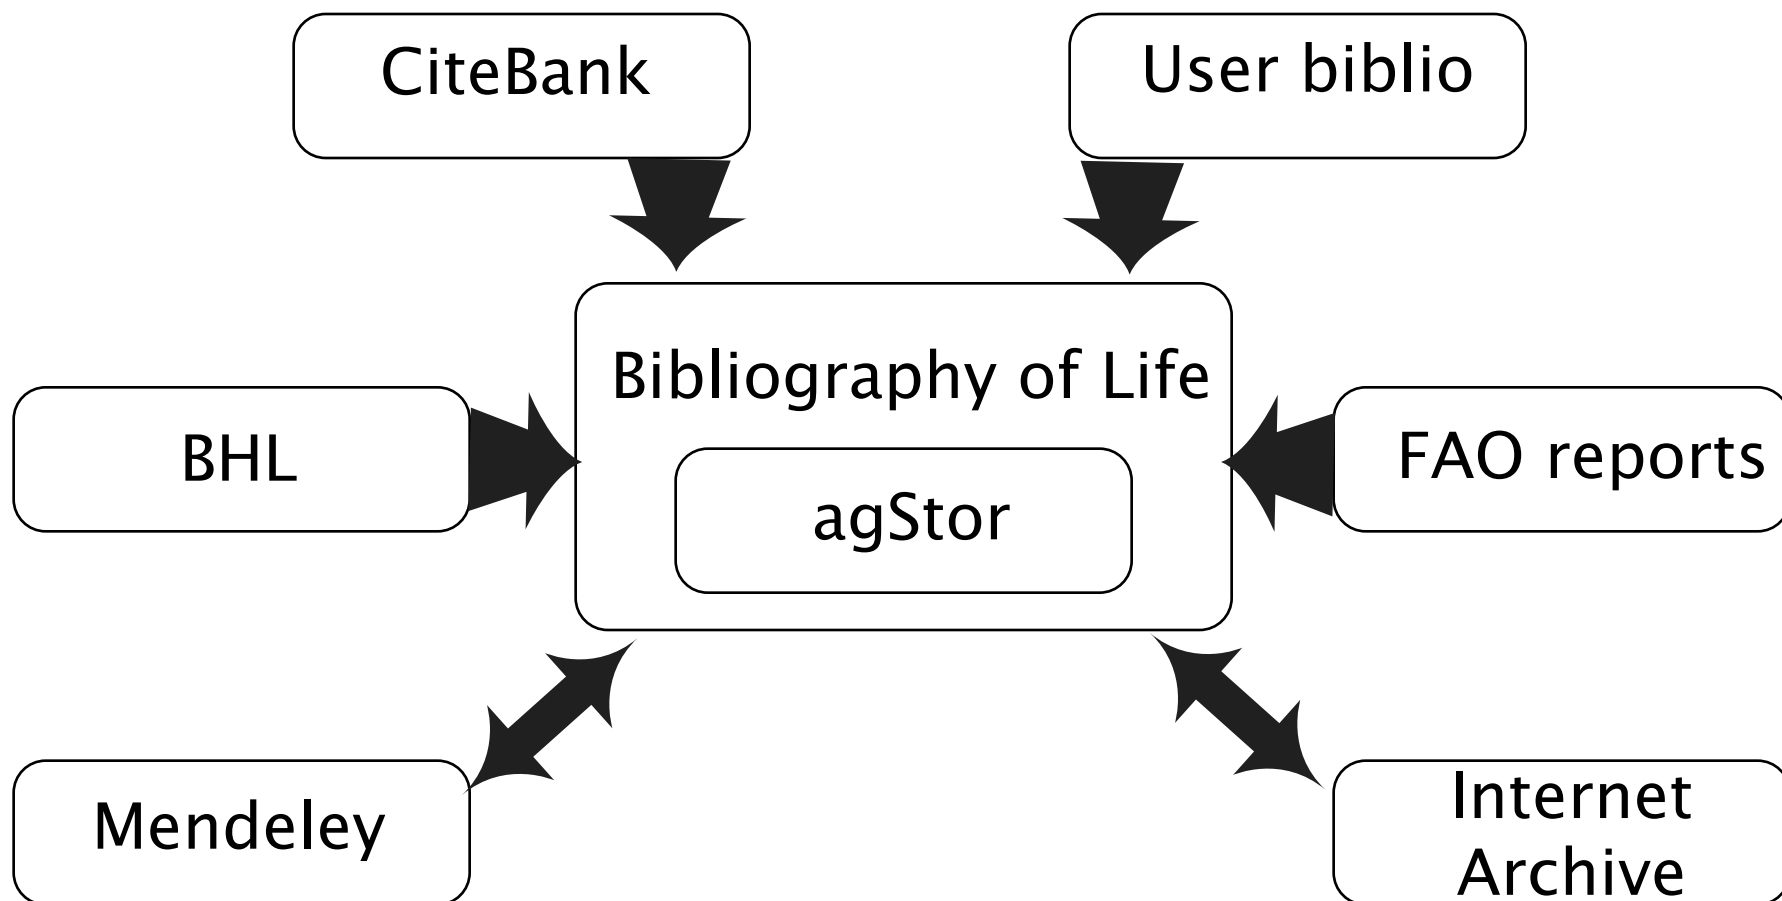 CiteBank
User biblio
Bibliography of Life
BHL
agStor
FAO reports
Mendeley
Internet
Archive